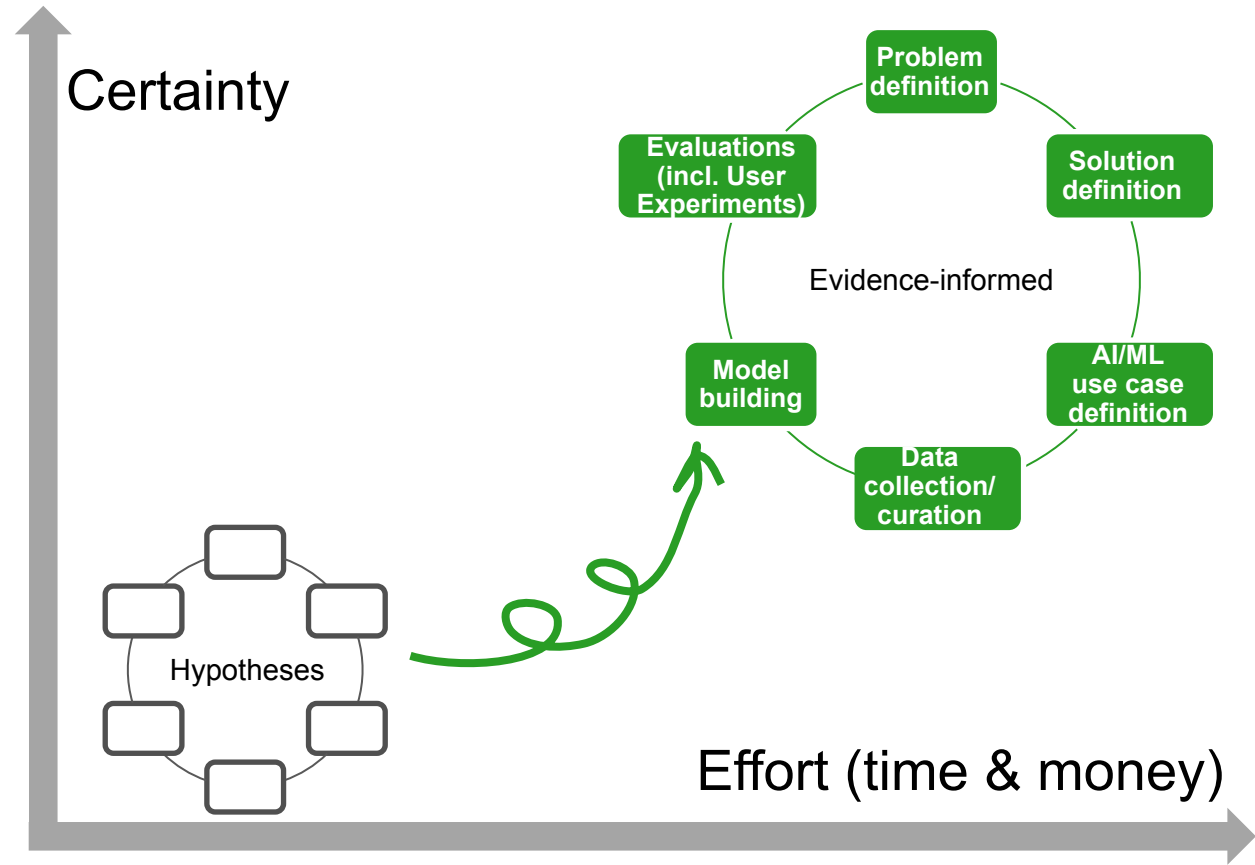 Certainty
Problem
definition
Evaluations
(incl. User
Experiments)
Solution
definition
Evidence-informed
Model
building
AI/ML
use case
definition
Data
collection/
curation
Hypotheses
Effort (time & money)